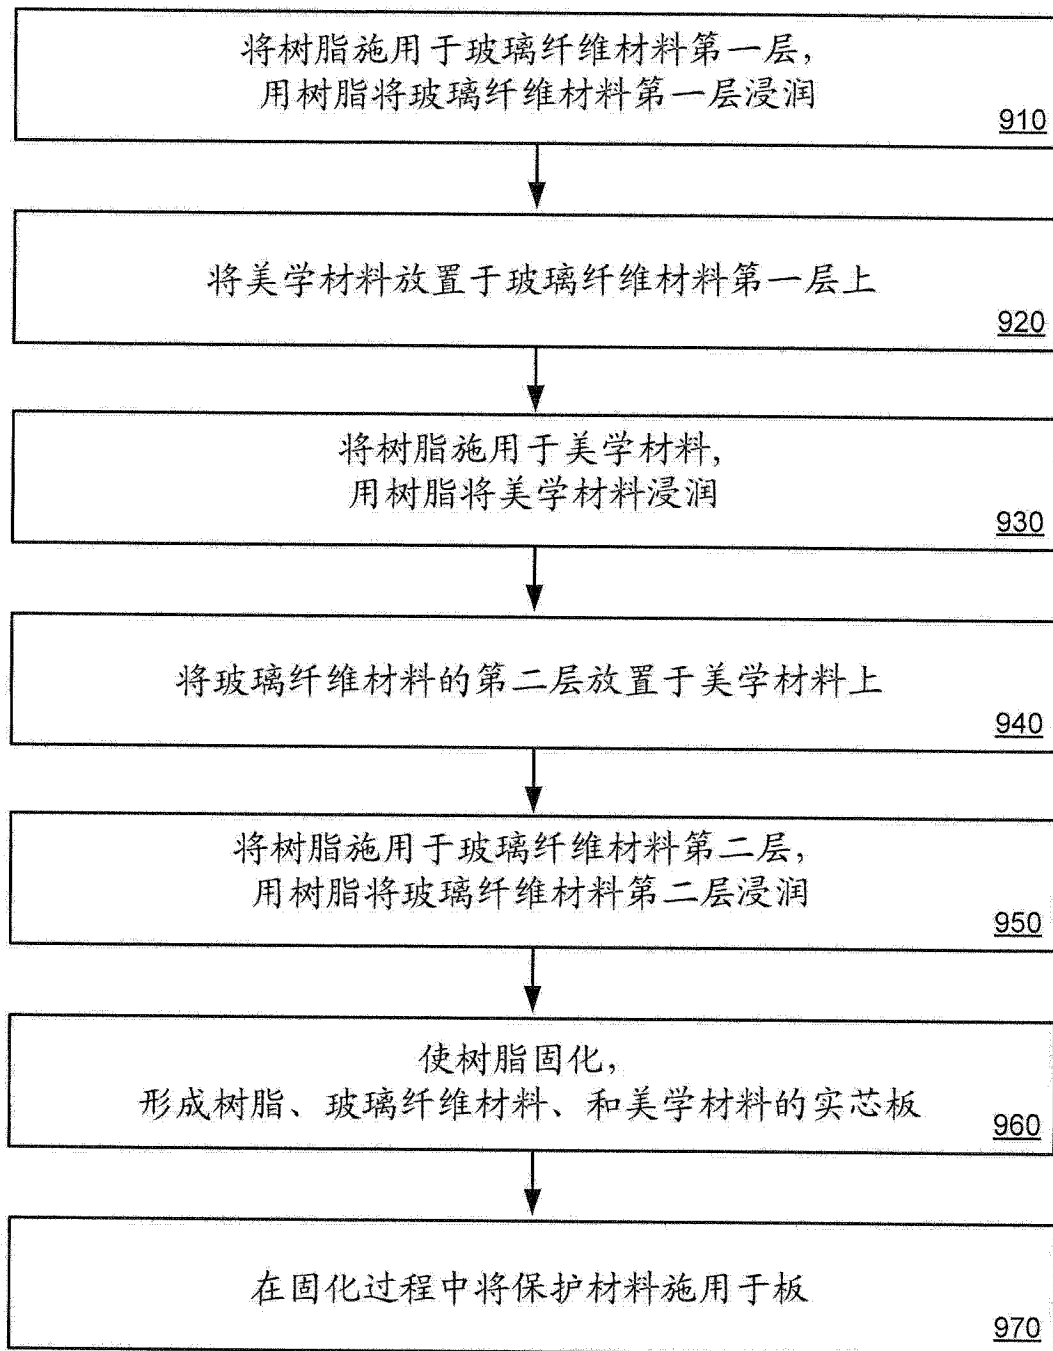 将树脂施用于玻璃纤维材料第一层，
用树脂将玻璃纤维材料第一层浸润
910
将美学材料放置于玻璃纤维材料第一层上
920
将树脂施用于美学材料,
用树脂将美学材料浸润
930
将玻璃纤维材料的第二层放置于美学材料上
940
将树脂施用于玻璃纤维材料第二层，
用树脂将玻璃纤维材料第二层浸润
950
使树脂固化，
形成树脂、玻璃纤维材料、和美学材料的实芯板
960
在固化过程中将保护材料施用于板
970